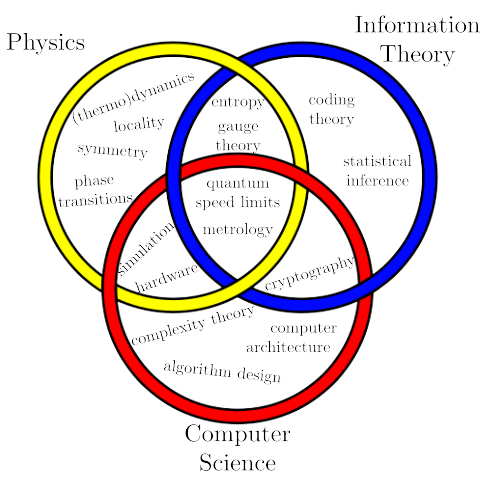 Physics
Information
Theory
(thermo)dynamics
locality
symmetry
phase
transitions
entropy
gauge
theory
coding
theory
statistical
inference
quantum
speed limits
metrology
simulation
hardware
cryptography
complexity theory
computer
architecture
algorithm design
Computer
Science